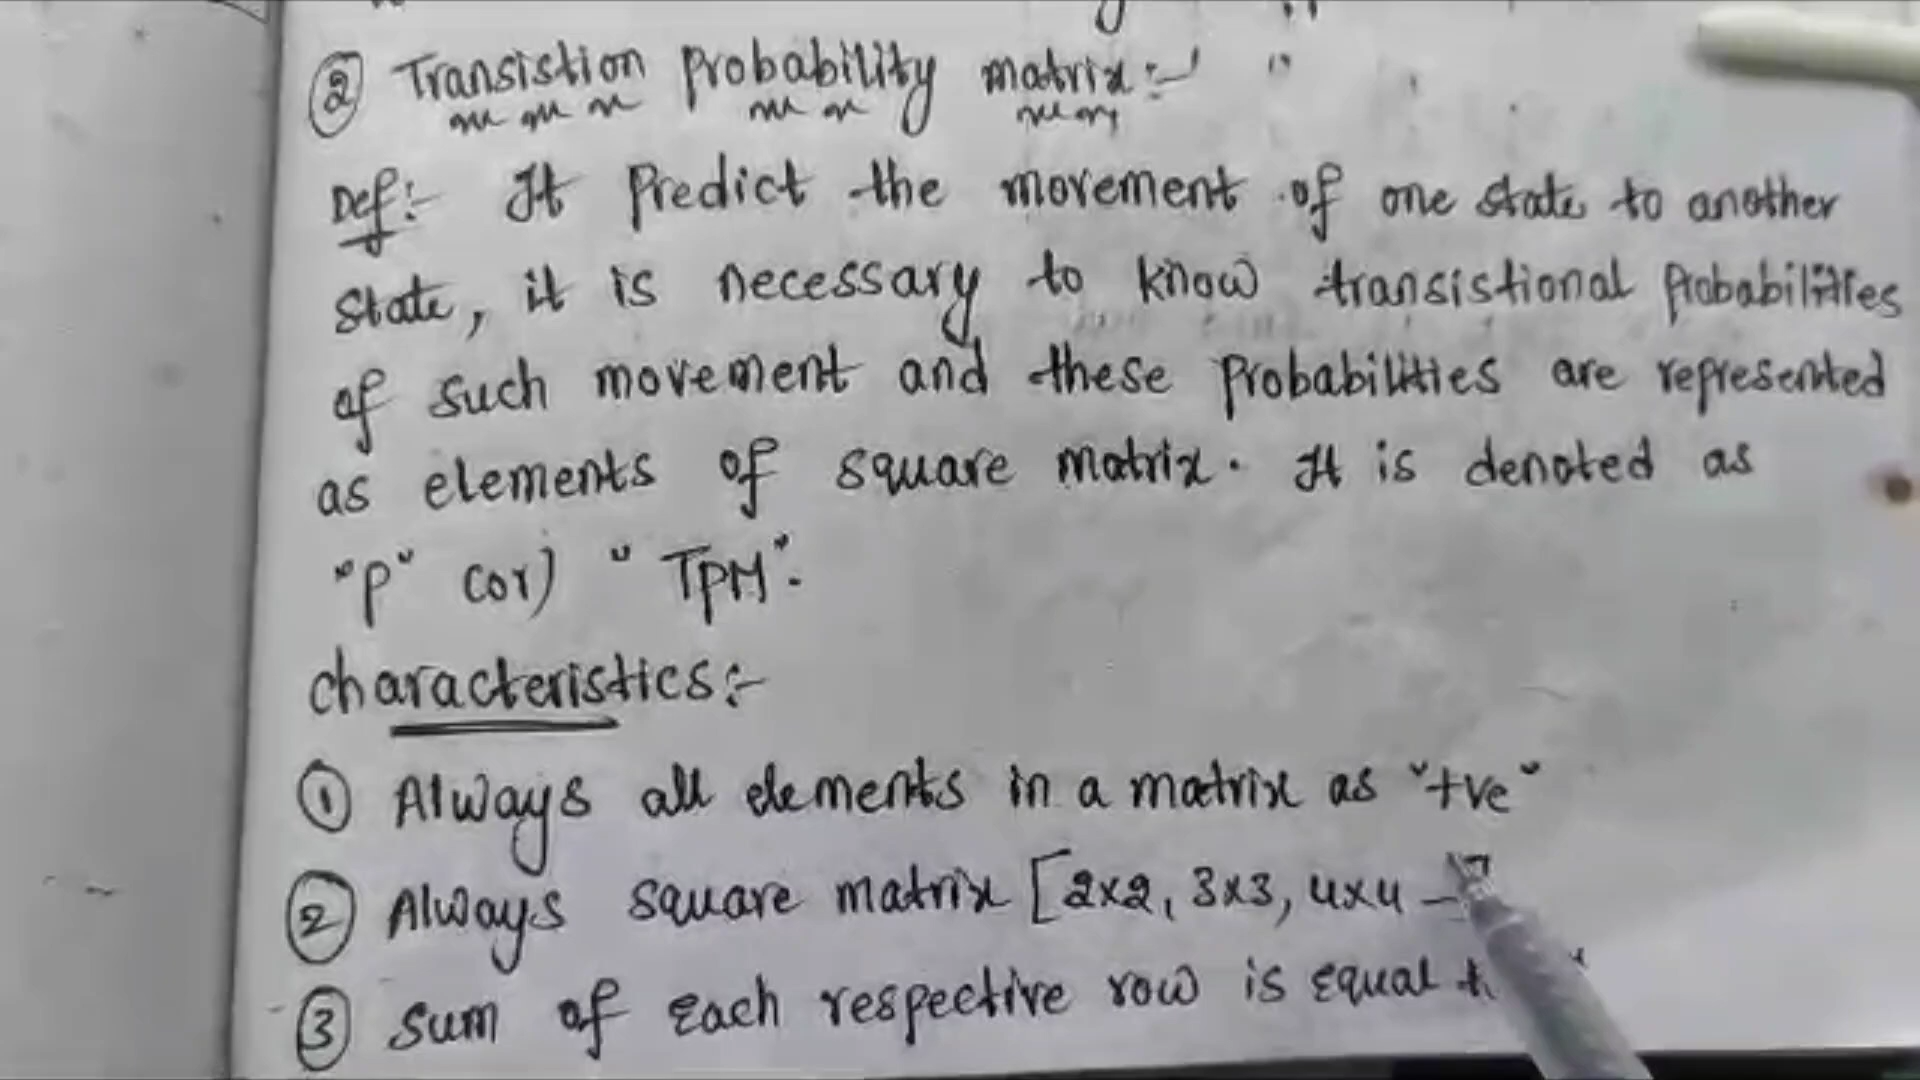 ② Transistion probability matrix:- "
Def:- It predict the movement of one state to another
state, it is necessary to know transistional probabilities
of such movement and these probabilities are represented
as elements of square matrix. It is denoted as
"p" (or) "TPM".
characteristics:-
① Always all elements in a matrix as "+ve"
② Always square matrix [2x2, 3x3, 4x4 -]
③ sum of each respective row is equal